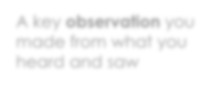 A key observation you
made from what you
heard and saw